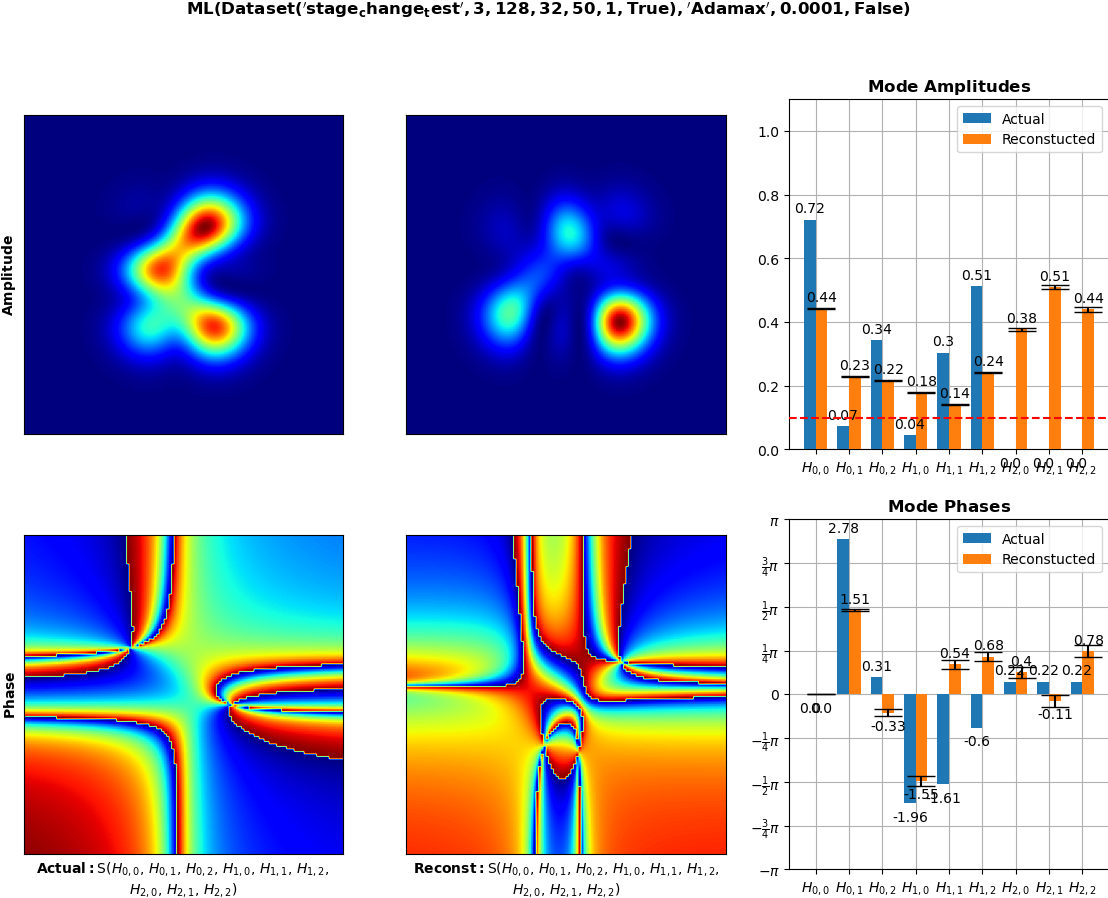 ML(Dataset('stage_change_test', 3, 128, 32, 50, 1, True), 'Adamax', 0.0001, False)
Amplitude
Mode Amplitudes
Actual
Reconstucted
1.0
0.8
0.6
0.4
0.2
0.0
0.72
0.44
0.07
0.23
0.34
0.22
0.04
0.18
0.3
0.14
0.51
0.24
0.0
0.38
0.0
0.51
0.0
0.44
H0,0 H0,1 H0,2 H1,0 H1,1 H1,2 H2,0 H2,1 H2,2
Phase
Mode Phases
Actual
Reconstucted
π
3/4π
1/2π
1/4π
0
−1/4π
−1/2π
−3/4π
−π
0.0
0.0
2.78
1.51
0.31
-0.33
-1.96
-1.55
-1.61
0.54
-0.6
0.68
0.22
0.4
0.22
-0.11
0.22
0.78
H0,0 H0,1 H0,2 H1,0 H1,1 H1,2 H2,0 H2,1 H2,2
Actual: S(H0,0, H0,1, H0,2, H1,0, H1,1, H1,2,
H2,0, H2,1, H2,2)
Reconst: S(H0,0, H0,1, H0,2, H1,0, H1,1, H1,2,
H2,0, H2,1, H2,2)